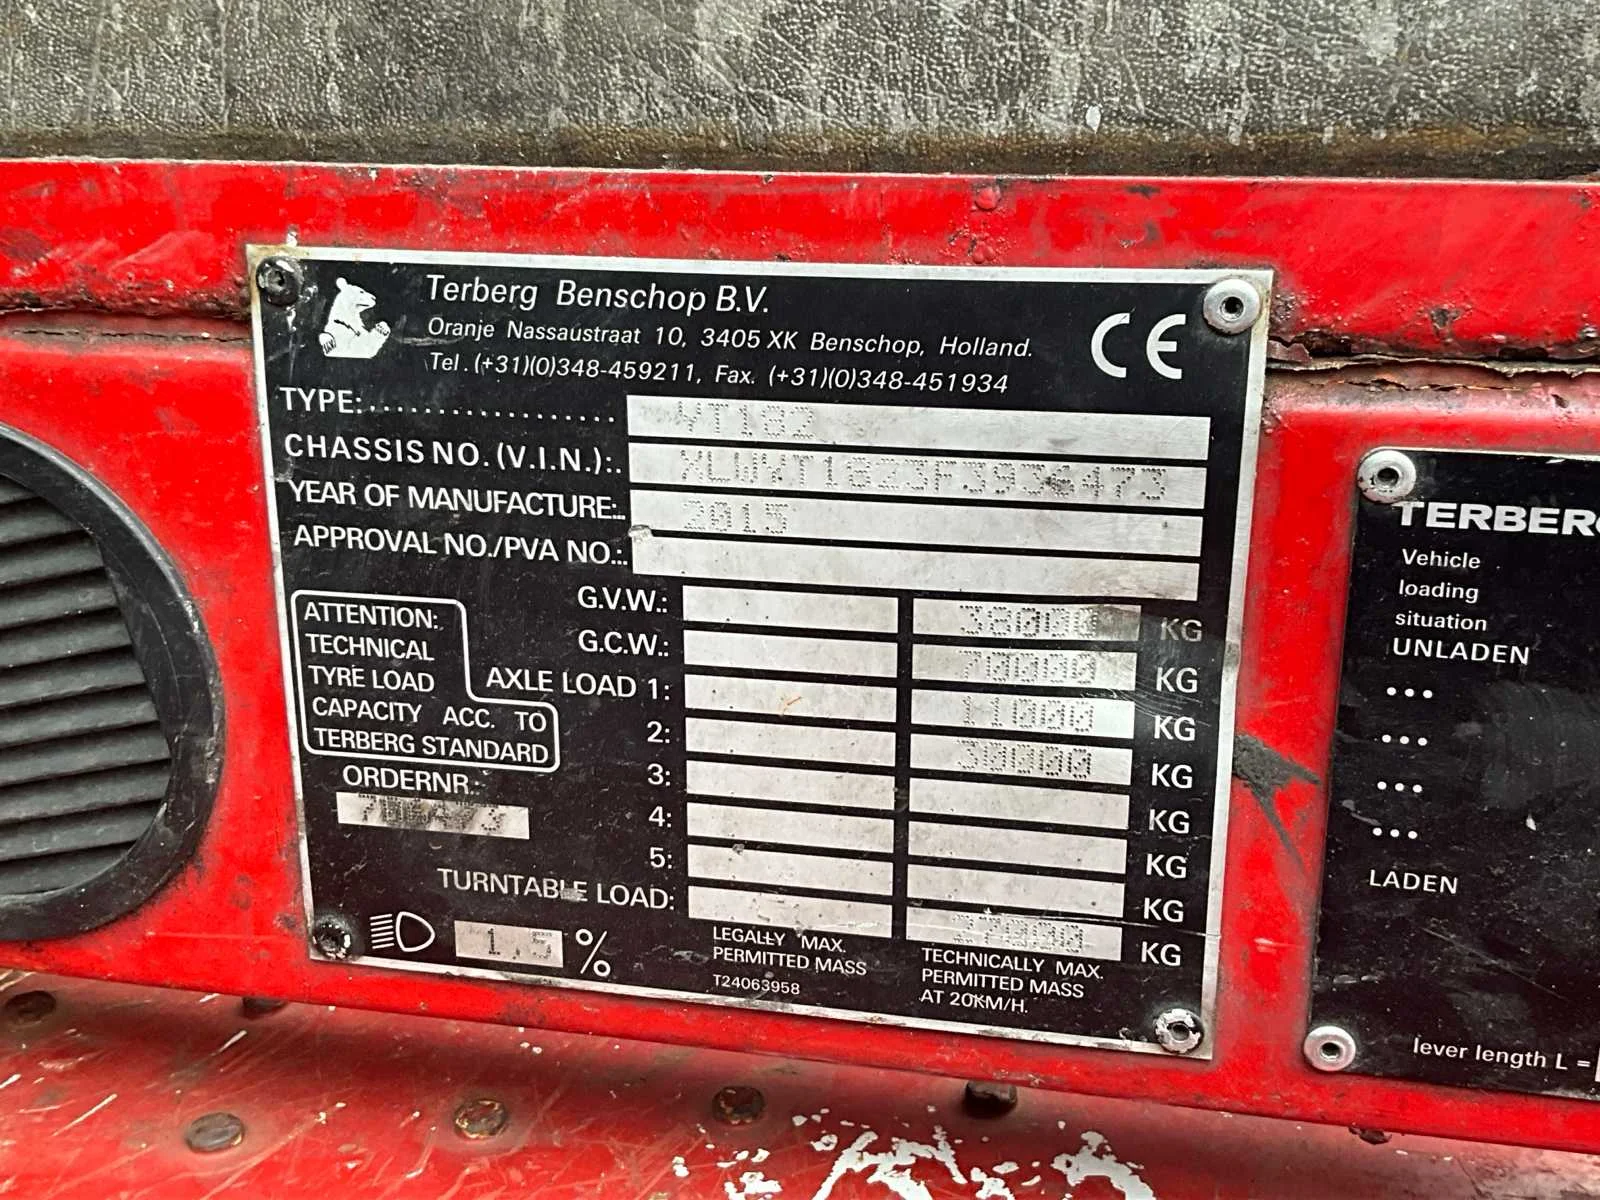 Terberg Benschop B.V.
Oranje Nassaustraat 10, 3405 XK Benschop, Holland.
Tel. (+31)(0)348-459211, Fax. (+31)(0)348-451934
CE
TYPE:.................. YT182
CHASSIS NO. (V.I.N.):. XLWYT18Z3F3936473
YEAR OF MANUFACTURE:.. 2015
APPROVAL NO./PVA NO.:.
G.V.W.: 38000 KG
G.C.W.: 70000 KG
AXLE LOAD 1: 11000 KG
2: 30000 KG
3: KG
4: KG
5: KG
TURNTABLE LOAD: 27000 KG
ATTENTION:
TECHNICAL
TYRE LOAD
CAPACITY ACC. TO
TERBERG STANDARD
ORDERNR.:
1,5 %
LEGALLY MAX.
PERMITTED MASS
T24063958
TECHNICALLY MAX.
PERMITTED MASS
AT 20KM/H.
TERBERG
Vehicle
loading
situation
UNLADEN
...
...
...
...
LADEN
lever length L =